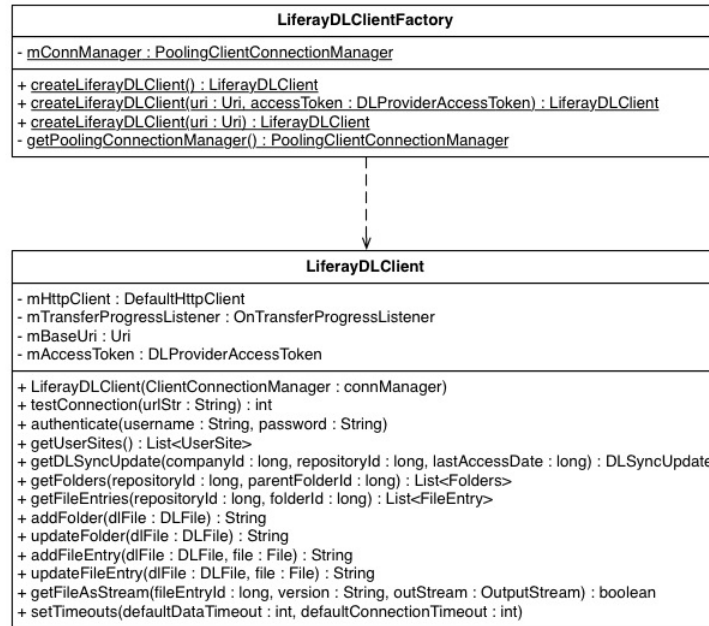 LiferayDLClientFactory
- mConnManager : PoolingClientConnectionManager
+ createLiferayDLClient() : LiferayDLClient
+ createLiferayDLClient(uri : Uri, accessToken : DLProviderAccessToken) : LiferayDLClient
+ createLiferayDLClient(uri : Uri) : LiferayDLClient
- getPoolingConnectionManager() : PoolingClientConnectionManager
LiferayDLClient
- mHttpClient : DefaultHttpClient
- mTransferProgressListener : OnTransferProgressListener
- mBaseUri : Uri
- mAccessToken : DLProviderAccessToken
+ LiferayDLClient(ClientConnectionManager : connManager)
+ testConnection(urlStr : String) : int
+ authenticate(username : String, password : String)
+ getUserSites() : List<UserSite>
+ getDLSyncUpdate(companyId : long, repositoryId : long, lastAccessDate : long) : DLSyncUpdate
+ getFolders(repositoryId : long, parentFolderId : long) : List<Folders>
+ getFileEntries(repositoryId : long, folderId : long) : List<FileEntry>
+ addFolder(dlFile : DLFile) : String
+ updateFolder(dlFile : DLFile) : String
+ addFileEntry(dlFile : DLFile, file : File) : String
+ updateFileEntry(dlFile : DLFile, file : File) : String
+ getFileAsStream(fileEntryId : long, version : String, outStream : OutputStream) : boolean
+ setTimeouts(defaultDataTimeout : int, defaultConnectionTimeout : int)